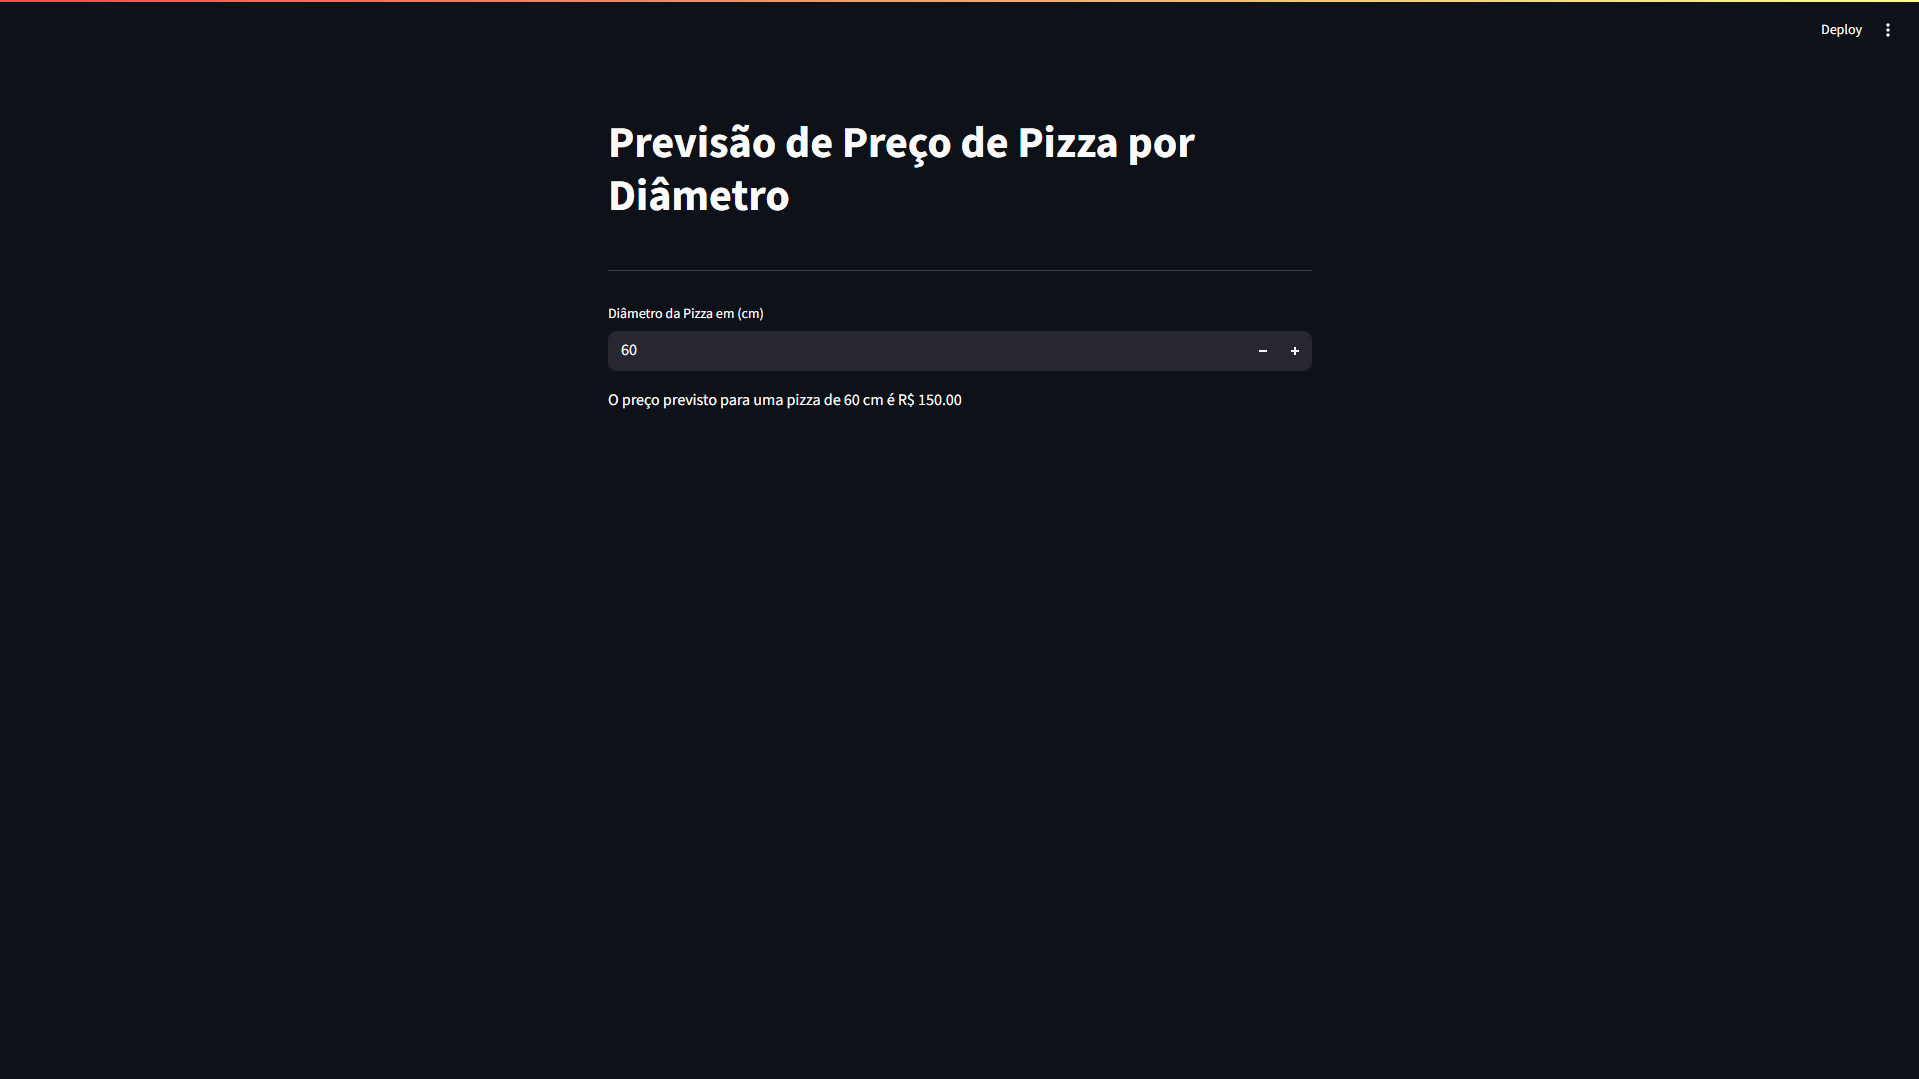 Deploy
Previsão de Preço de Pizza por
Diâmetro
Diâmetro da Pizza em (cm)
60
O preço previsto para uma pizza de 60 cm é R$ 150.00